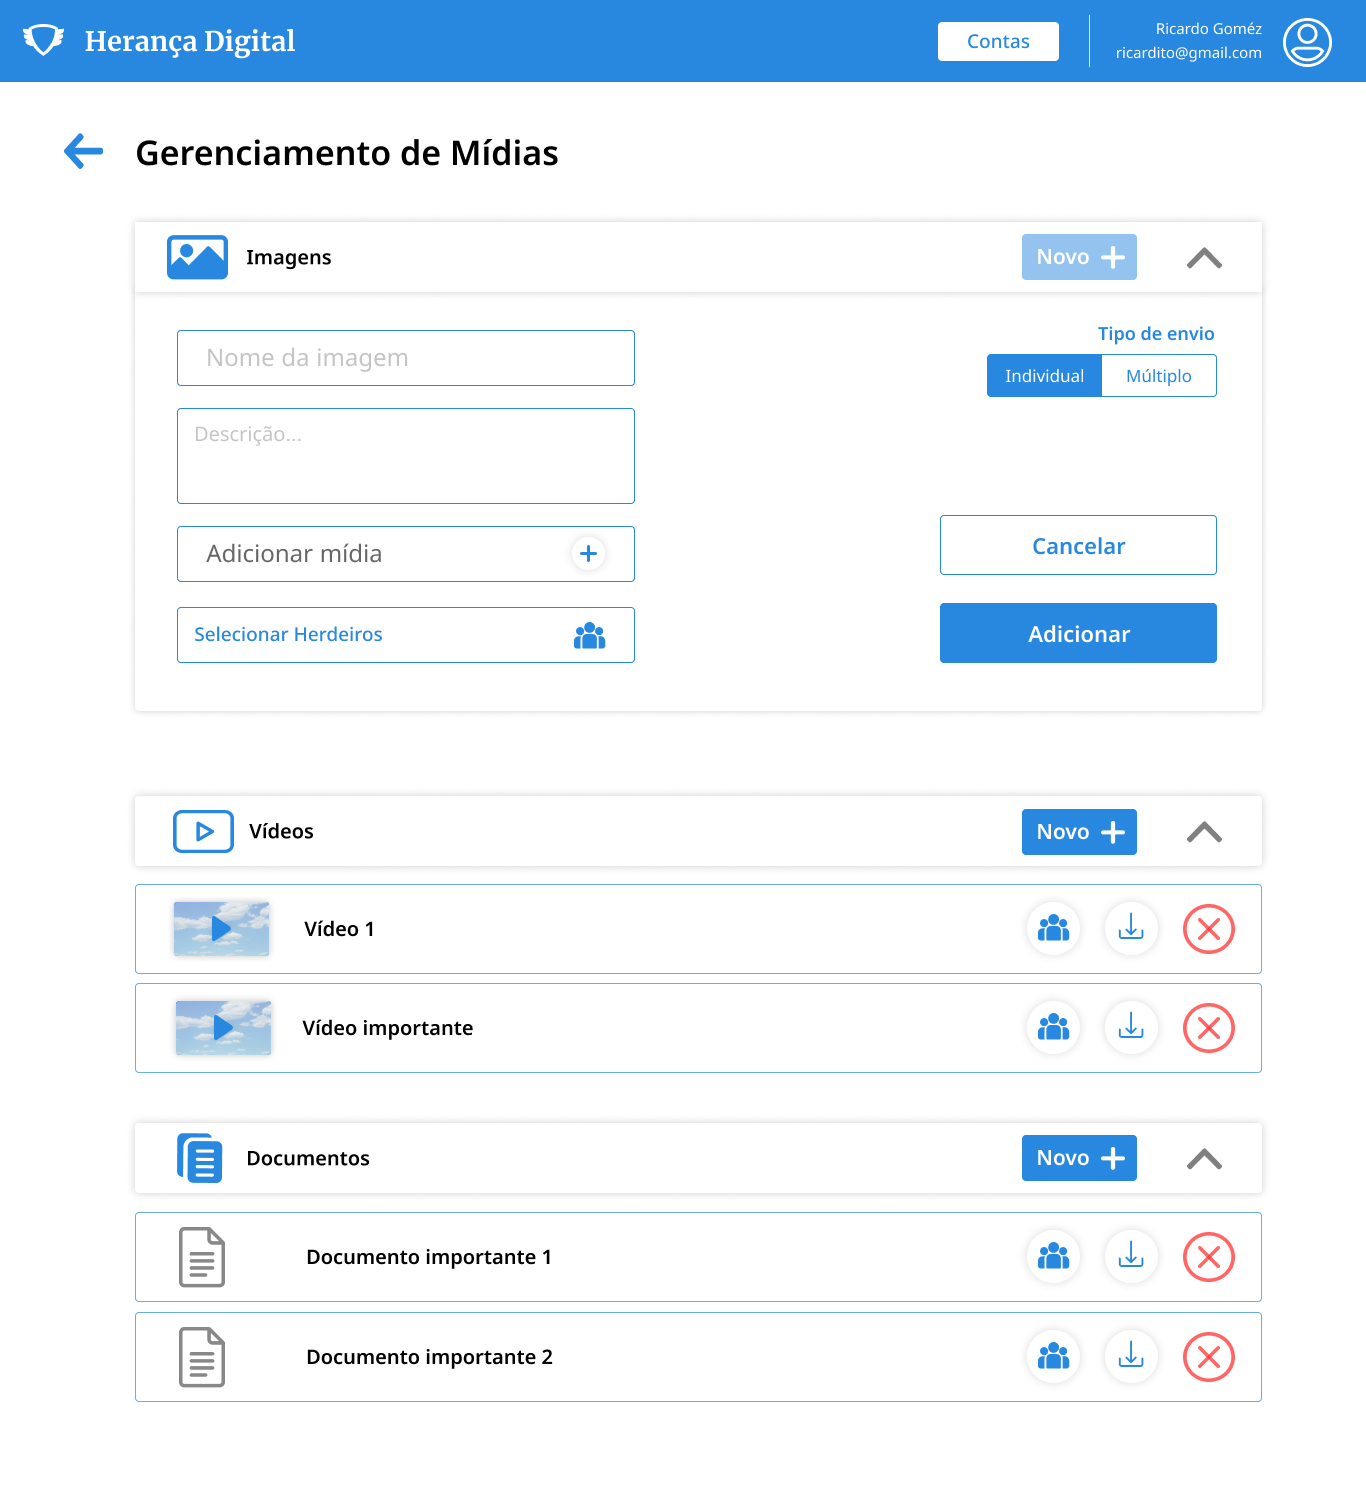 Herança Digital
Contas
Ricardo Goméz
ricardito@gmail.com
Gerenciamento de Mídias
Imagens
Novo
Nome da imagem
Tipo de envio
Individual
Múltiplo
Descrição...
Adicionar mídia
Cancelar
Selecionar Herdeiros
Adicionar
Vídeos
Novo
Vídeo 1
Vídeo importante
Documentos
Novo
Documento importante 1
Documento importante 2